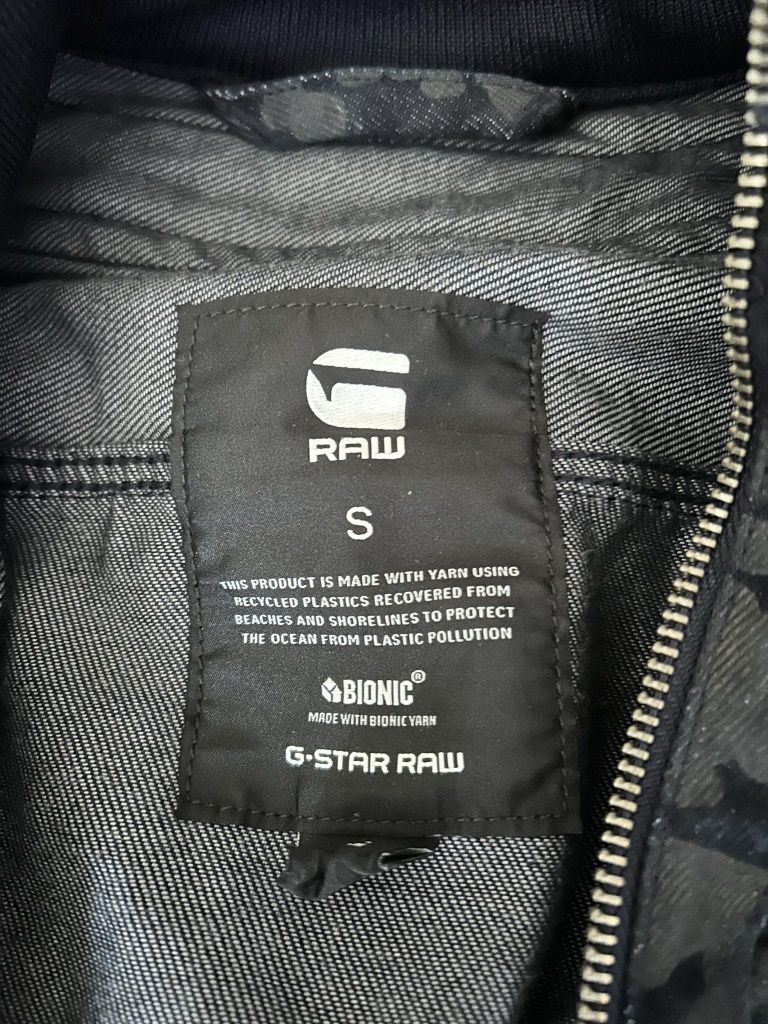 RAW
S
THIS PRODUCT IS MADE WITH YARN USING
RECYCLED PLASTICS RECOVERED FROM
BEACHES AND SHORELINES TO PROTECT
THE OCEAN FROM PLASTIC POLLUTION
BIONIC®
MADE WITH BIONIC YARN
G-STAR RAW